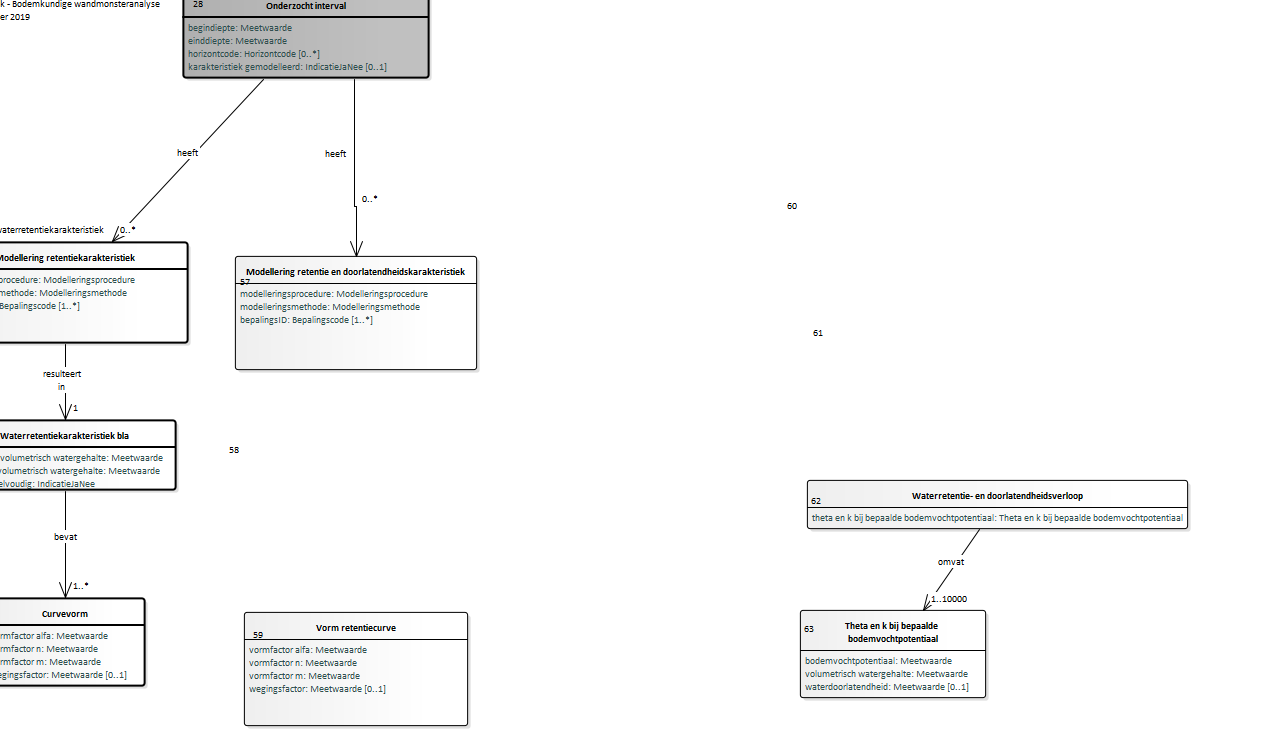 k - Bodemkundige wandmonsteranalyse
er 2019
28
Onderzocht interval
begindiepte: Meetwaarde
einddiepte: Meetwaarde
horizontcode: Horizontcode [0..*]
karakteristiek gemodelleerd: IndicatieJaNee [0..1]
heeft
heeft
0..*
waterretentiekarakteristiek
0..*
Modellering retentiekarakteristiek
procedure: Modelleringsprocedure
methode: Modelleringsmethode
Bepalingscode [1..*]
Modellering retentie en doorlatendheidskarakteristiek
57
modelleringsprocedure: Modelleringsprocedure
modelleringsmethode: Modelleringsmethode
bepalingsID: Bepalingscode [1..*]
60
61
resulteert
in
1
Waterretentiekarakteristiek bla
volumetrisch watergehalte: Meetwaarde
volumetrisch watergehalte: Meetwaarde
elvoudig: IndicatieJaNee
58
bevat
1..*
Curvevorm
rmfactor alfa: Meetwaarde
rmfactor n: Meetwaarde
rmfactor m: Meetwaarde
egingsfactor: Meetwaarde [0..1]
Vorm retentiecurve
59
vormfactor alfa: Meetwaarde
vormfactor n: Meetwaarde
vormfactor m: Meetwaarde
wegingsfactor: Meetwaarde [0..1]
Waterretentie- en doorlatendheidsverloop
62
theta en k bij bepaalde bodemvochtpotentiaal: Theta en k bij bepaalde bodemvochtpotentiaal
omvat
1..10000
63
Theta en k bij bepaalde
bodemvochtpotentiaal
bodemvochtpotentiaal: Meetwaarde
volumetrisch watergehalte: Meetwaarde
waterdoorlatendheid: Meetwaarde [0..1]